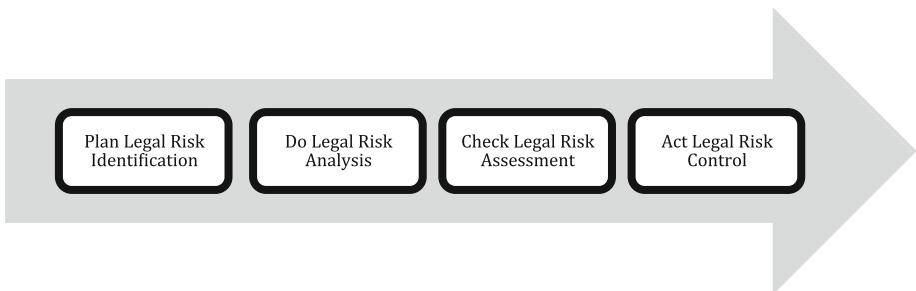 Plan Legal Risk
Identification
Do Legal Risk
Analysis
Check Legal Risk
Assessment
Act Legal Risk
Control